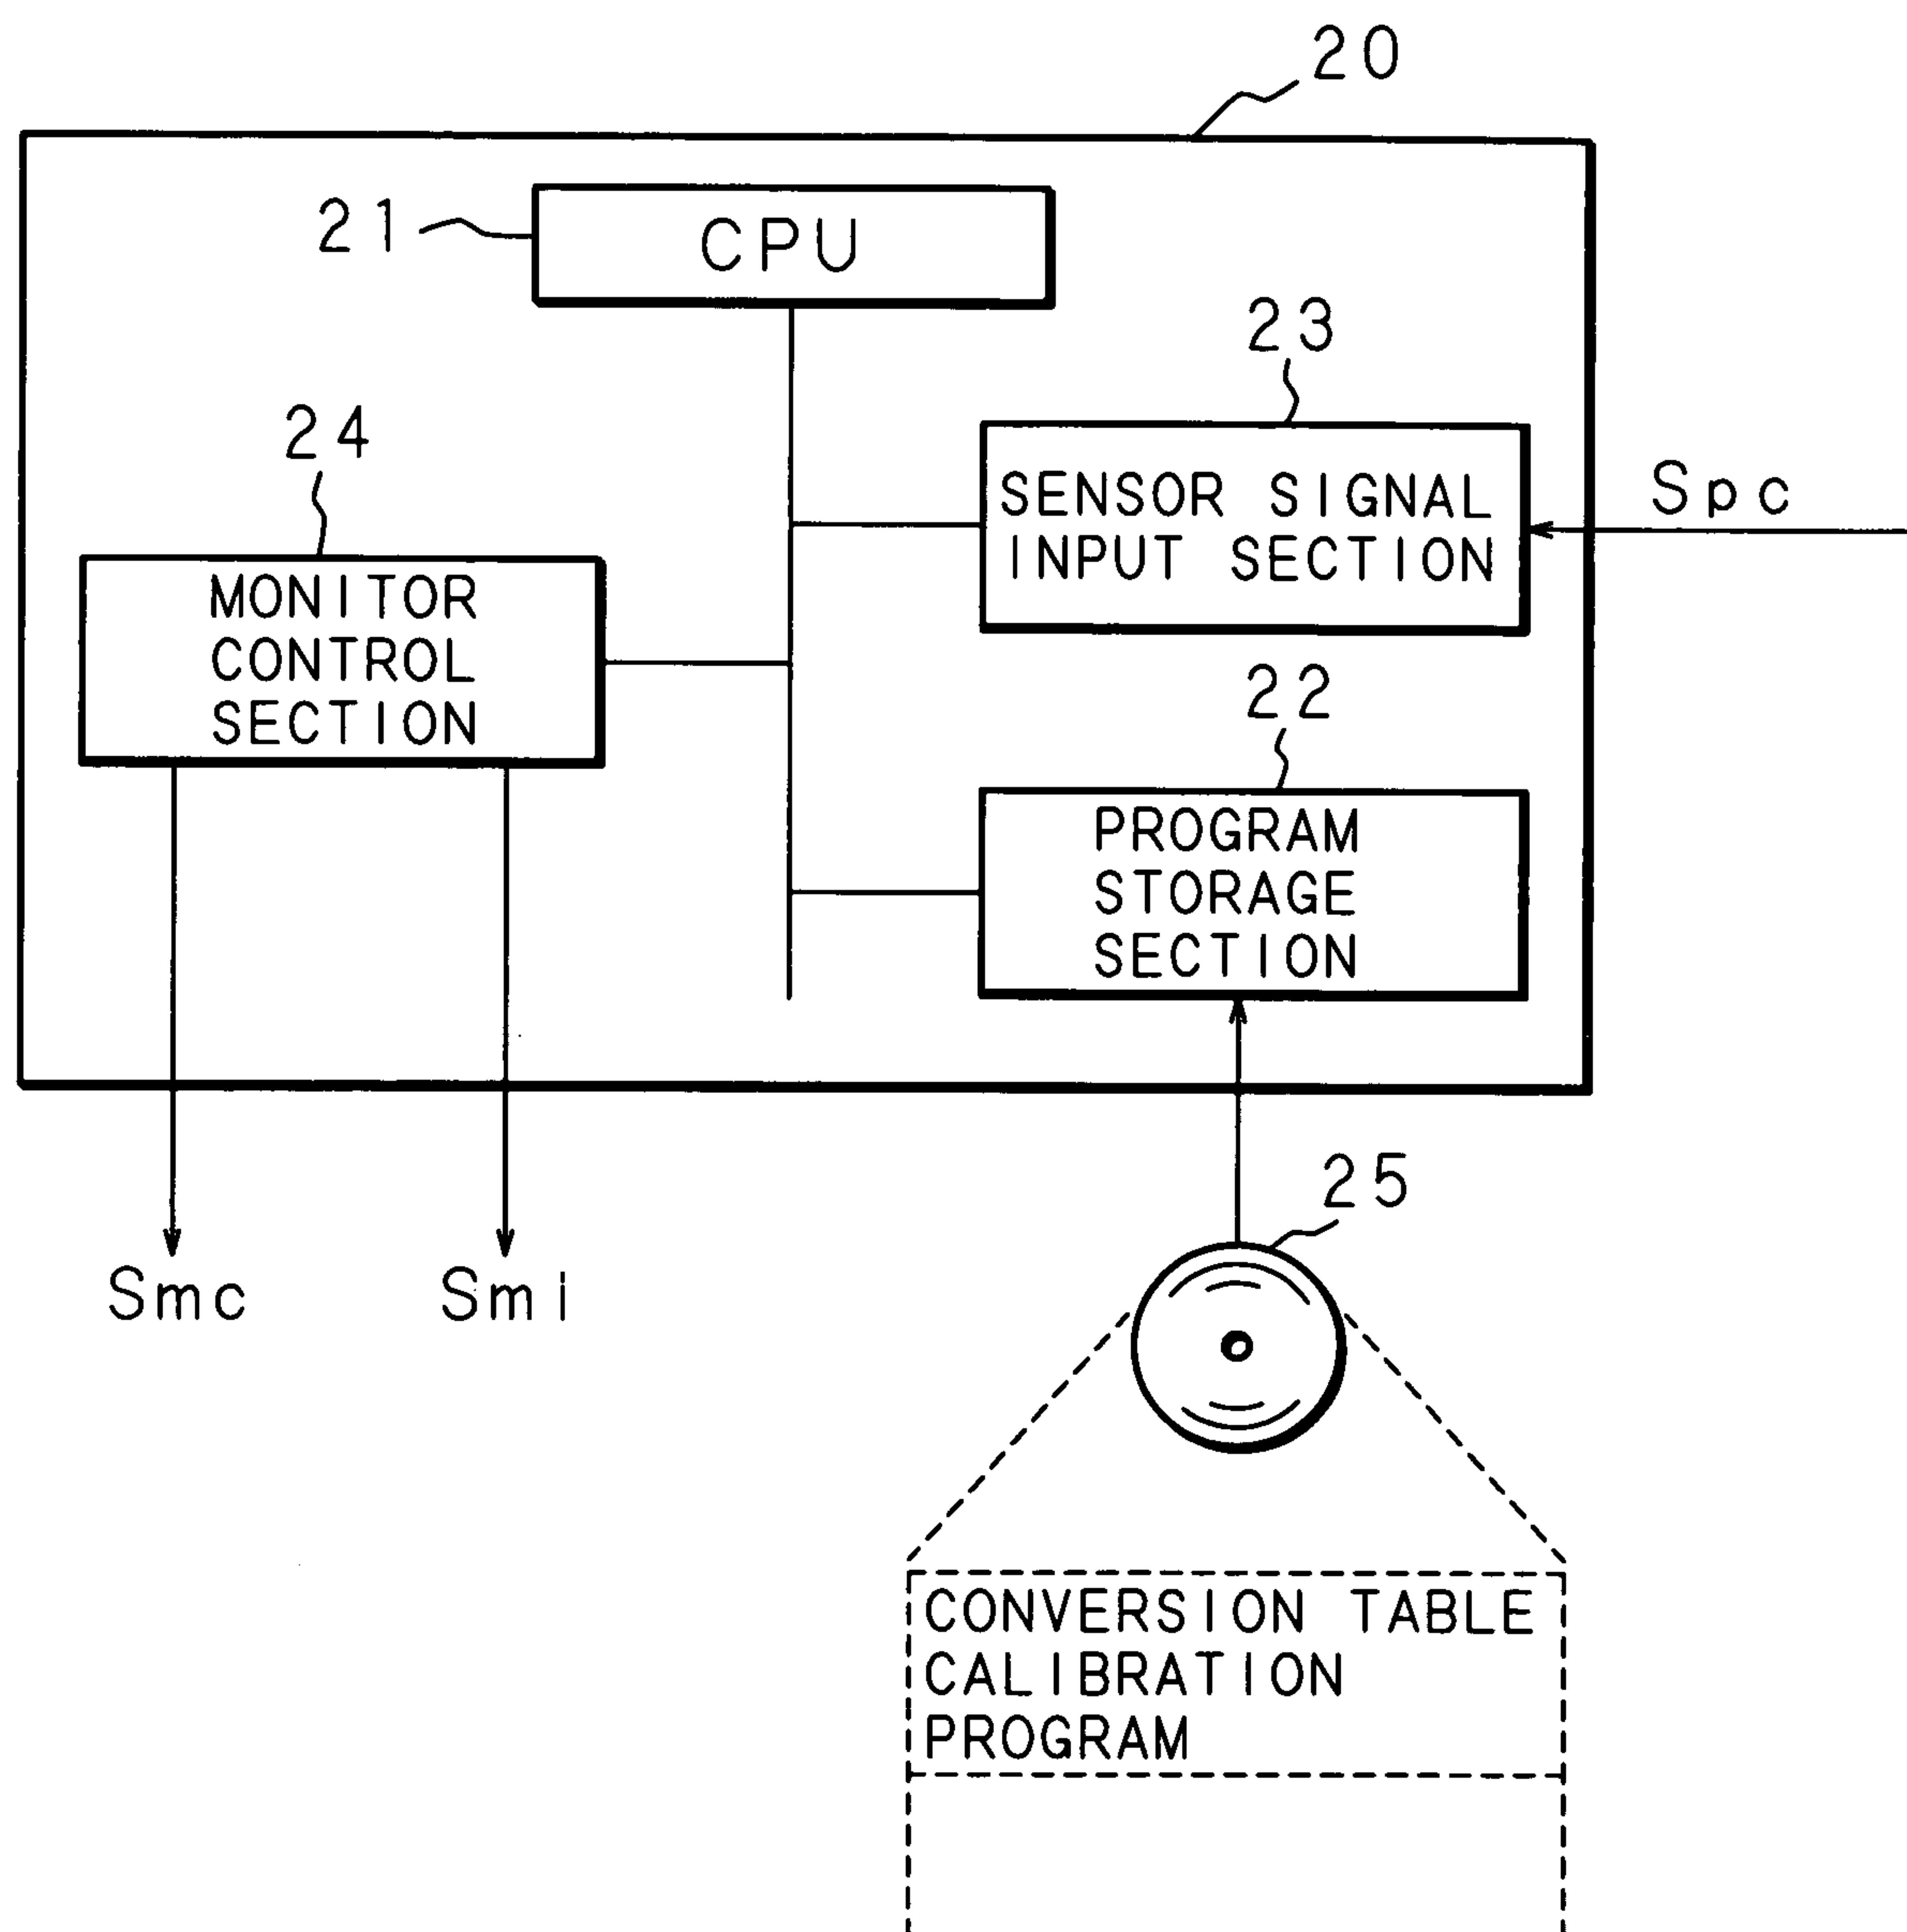 20
21
CPU
23
24
SENSOR SIGNAL
INPUT SECTION
Spc
MONITOR
CONTROL
SECTION
22
PROGRAM
STORAGE
SECTION
25
Smc
Smi
CONVERSION TABLE
CALIBRATION
PROGRAM